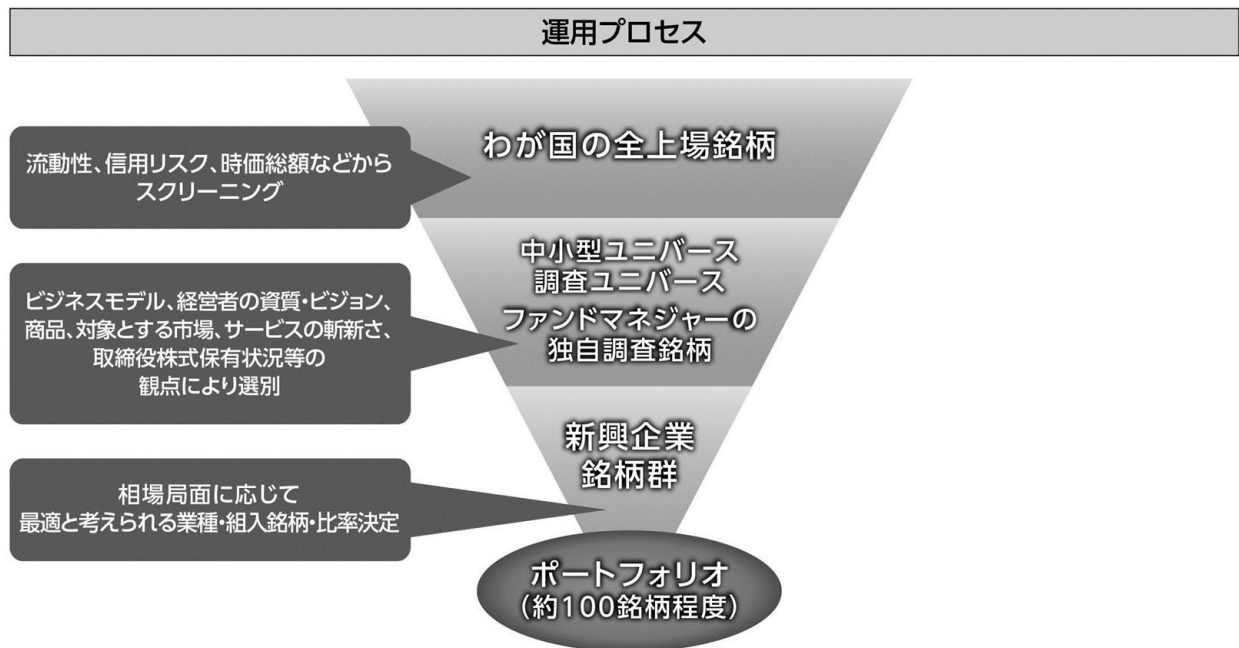 運用プロセス
わが国の全上場銘柄
流動性、信用リスク、時価総額などから
スクリーニング
中小型ユニバース
調査ユニバース
ファンドマネジャーの
独自調査銘柄
ビジネスモデル、経営者の資質・ビジョン、
商品、対象とする市場、サービスの斬新さ、
取締役株式保有状況等の
観点により選別
新興企業
銘柄群
相場局面に応じて
最適と考えられる業種・組入銘柄・比率決定
ポートフォリオ
(約100銘柄程度)